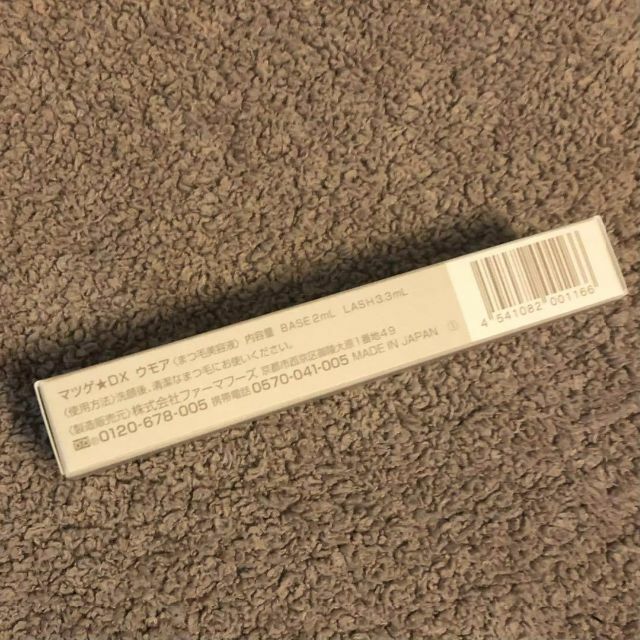 マツゲ★DX ウモア (まつ毛美容液) 内容量 BASE 2mL LASH 3.3mL
(使用方法) 洗顔後、清潔なまつ毛にお使いください。
(製造販売元) 株式会社ファーマフーズ 京都市西京区御陵大原1番地49
0120-678-005 携帯電話 0570-041-005 MADE IN JAPAN ①
4 541082 001166